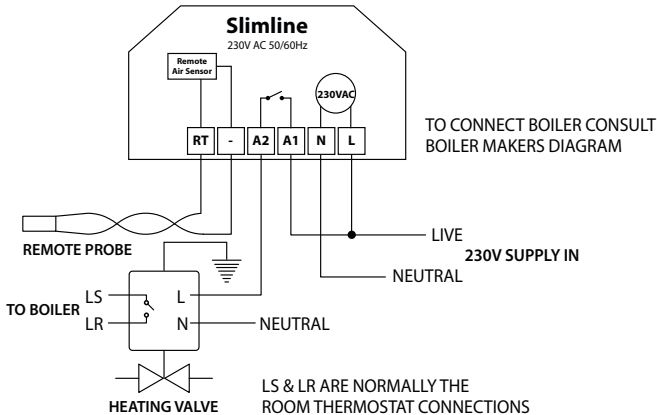 Slimline
230V AC 50/60Hz
Remote
Air Sensor
230VAC
RT
-
A2
A1
N
L
TO CONNECT BOILER CONSULT
BOILER MAKERS DIAGRAM
REMOTE PROBE
LIVE
230V SUPPLY IN
NEUTRAL
TO BOILER
LS
LR
L
N
NEUTRAL
HEATING VALVE
LS & LR ARE NORMALLY THE
ROOM THERMOSTAT CONNECTIONS